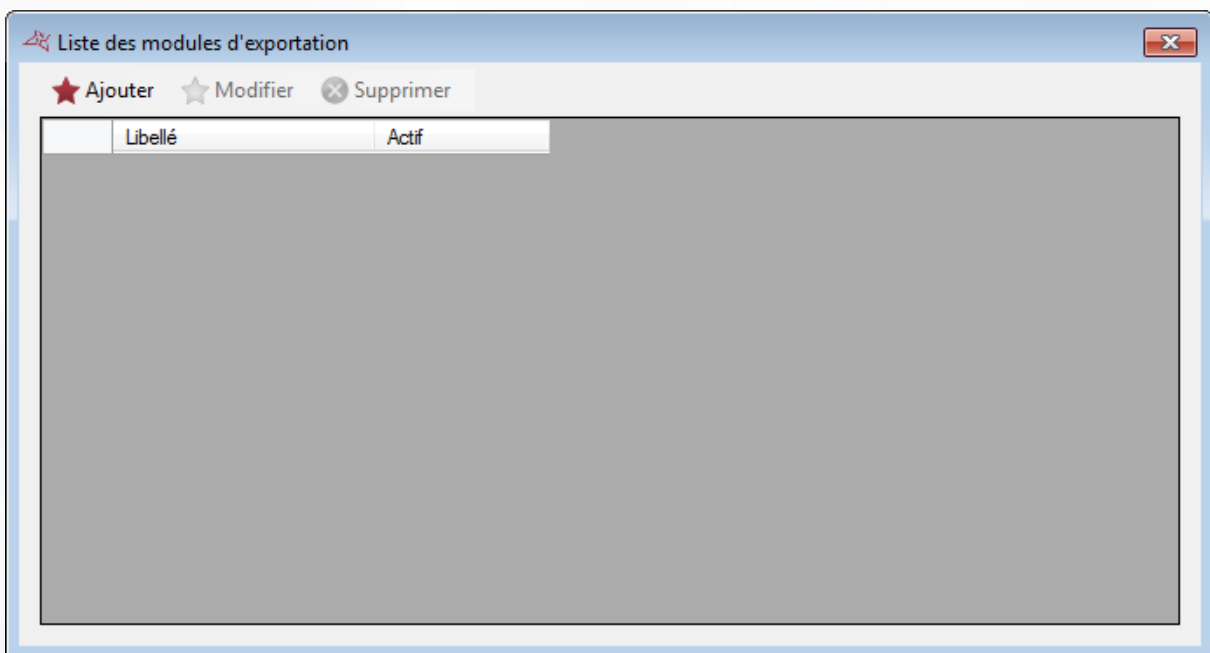 Liste des modules d'exportation
Ajouter Modifier Supprimer
Libellé Actif